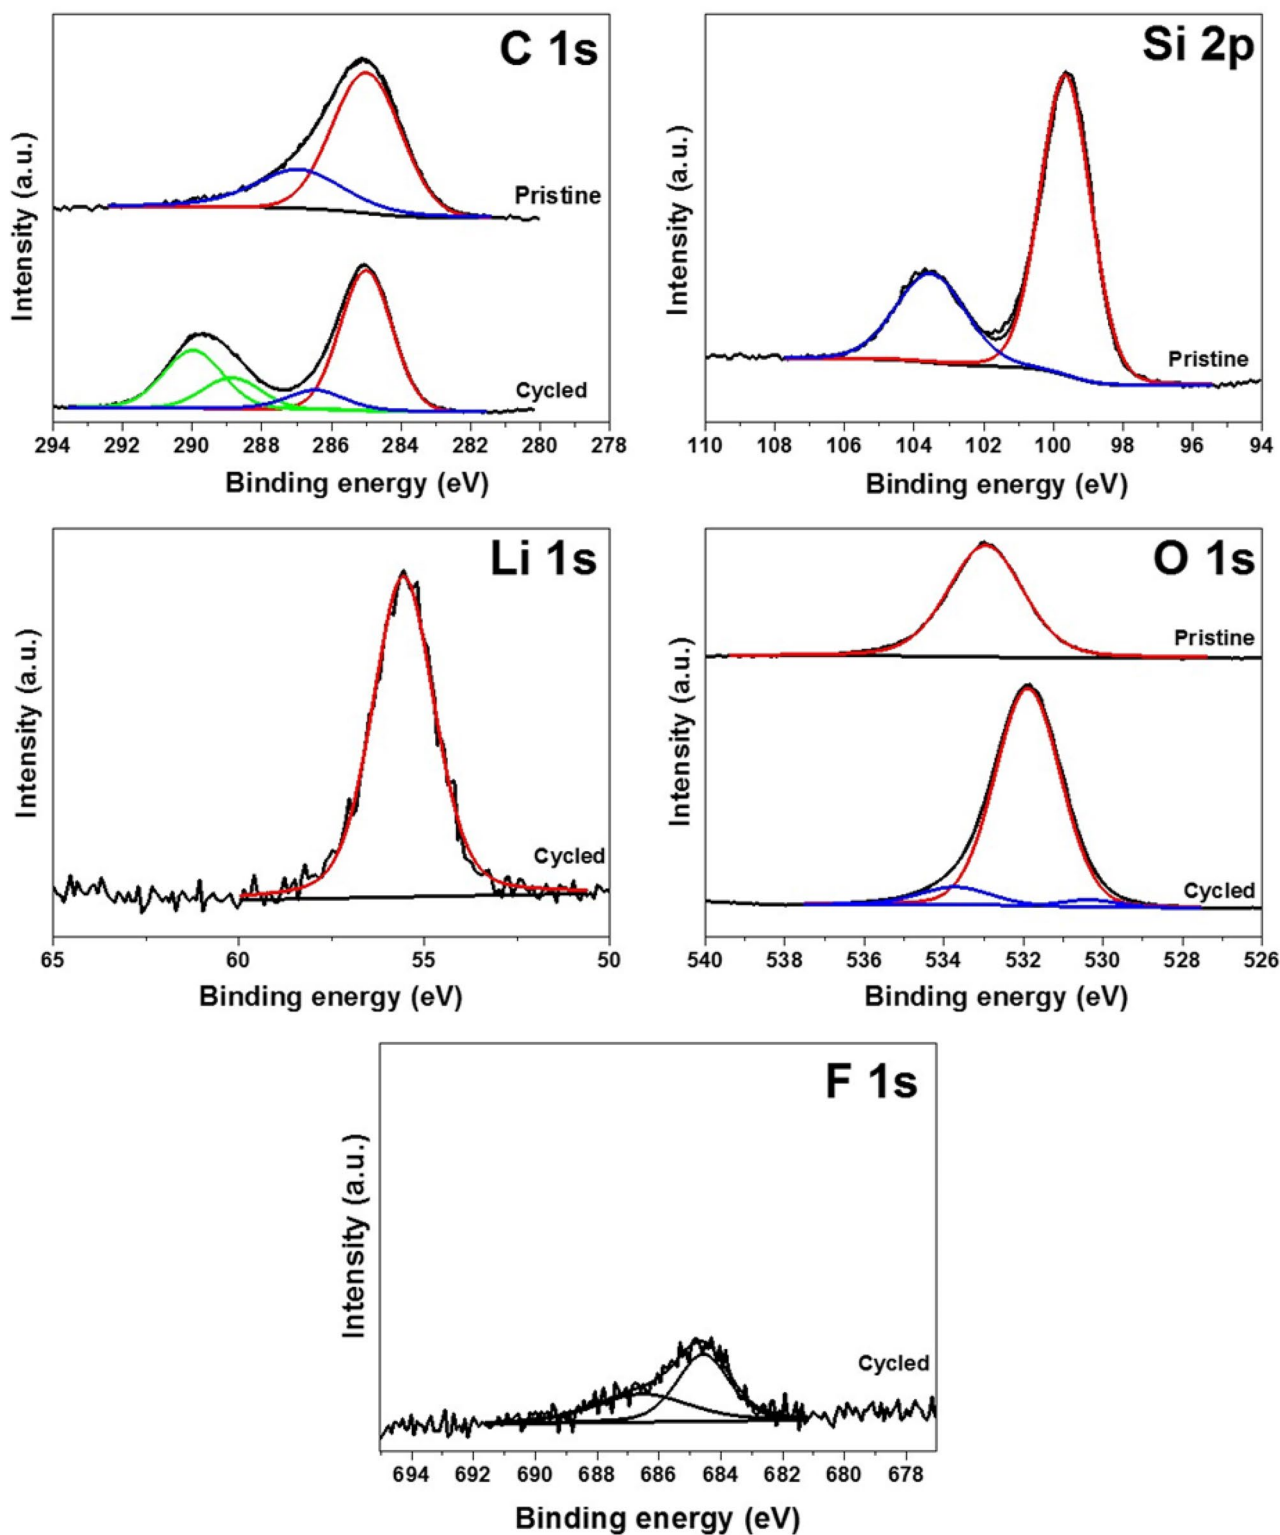 C 1s
Intensity (a.u.)
Pristine
Cycled
294 292 290 288 286 284 282 280 278
Binding energy (eV)
Si 2p
Intensity (a.u.)
Pristine
110 108 106 104 102 100 98 96 94
Binding energy (eV)
Li 1s
Intensity (a.u.)
Cycled
65 60 55 50
Binding energy (eV)
O 1s
Intensity (a.u.)
Pristine
Cycled
540 538 536 534 532 530 528 526
Binding energy (eV)
F 1s
Intensity (a.u.)
Cycled
694 692 690 688 686 684 682 680 678
Binding energy (eV)